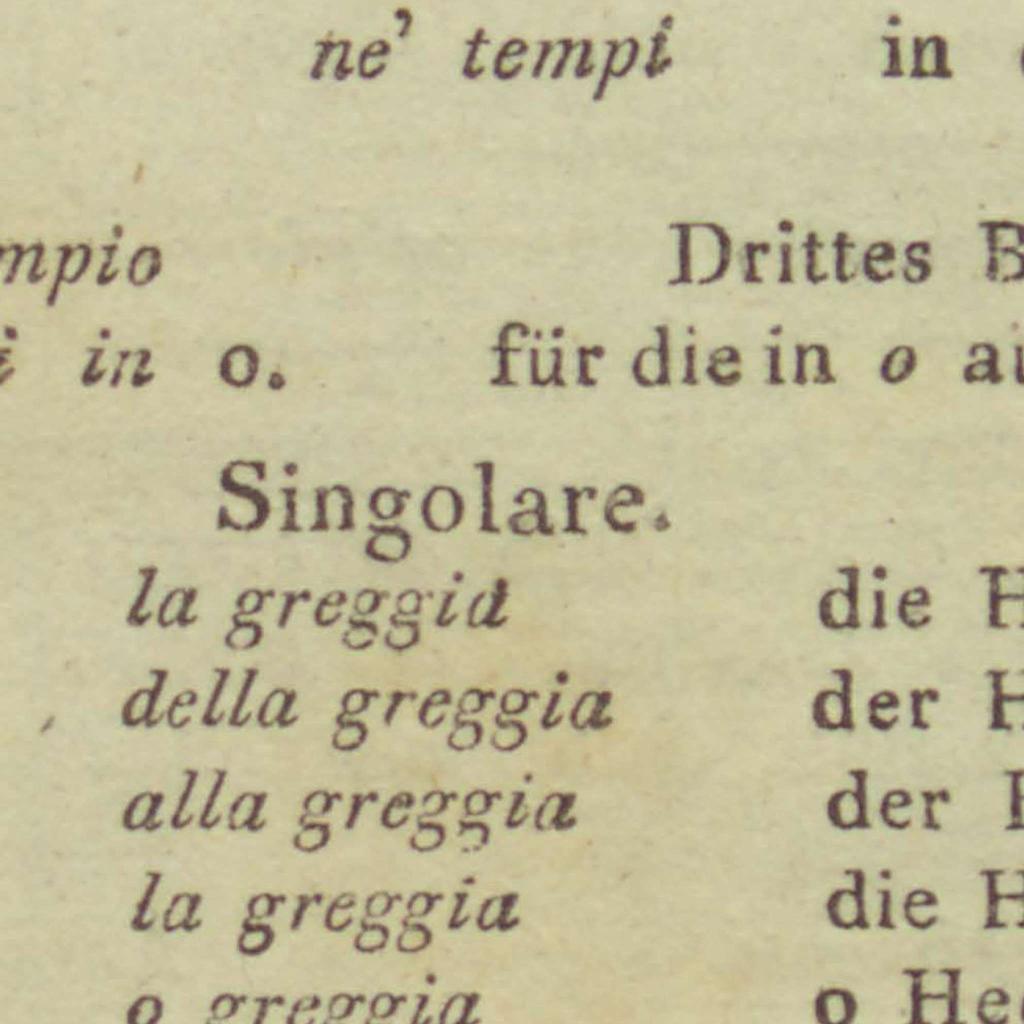 ne' tempi in
mpio Drittes B
i in o. für die in o au
Singolare.
la greggia die H
della greggia der H
alla greggia der H
la greggia die H
o greggia o He